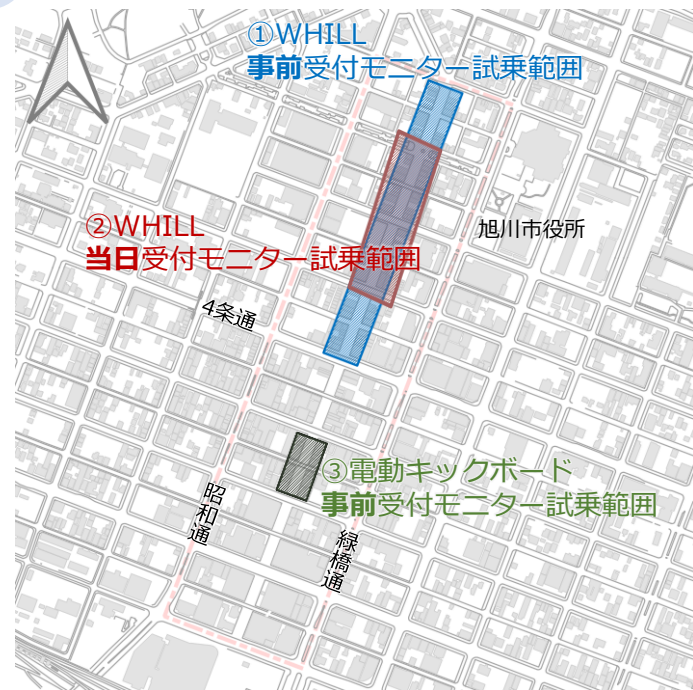 ①WHILL
事前受付モニター試乗範囲
旭川市役所
②WHILL
当日受付モニター試乗範囲
4条通
③電動キックボード
事前受付モニター試乗範囲
昭和通
緑橋通